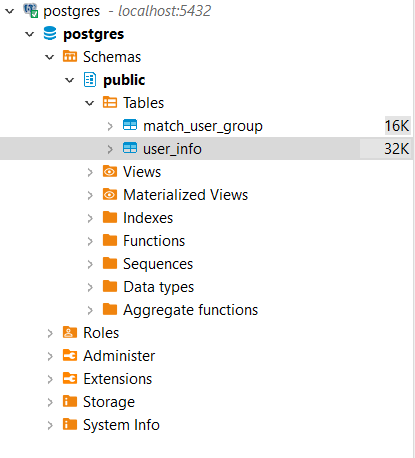 postgres - localhost:5432
postgres
Schemas
public
Tables
match_user_group 16K
user_info 32K
Views
Materialized Views
Indexes
Functions
Sequences
Data types
Aggregate functions
Roles
Administer
Extensions
Storage
System Info